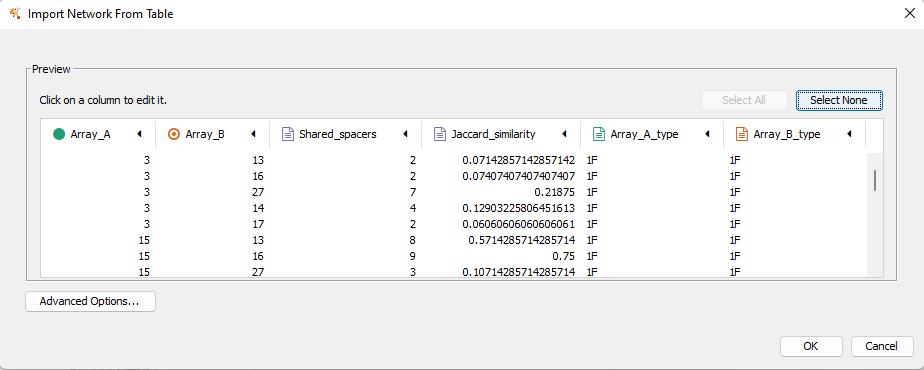 Import Network From Table
Preview
Click on a column to edit it.
Select All
Select None
Array_A Array_B Shared_spacers Jaccard_similarity Array_A_type Array_B_type
3 13 2 0.07142857142857142 1F 1F
3 16 2 0.07407407407407407 1F 1F
3 27 7 0.21875 1F 1F
3 14 4 0.12903225806451613 1F 1F
3 17 2 0.06060606060606061 1F 1F
15 13 8 0.5714285714285714 1F 1F
15 16 9 0.75 1F 1F
15 27 3 0.10714285714285714 1F 1F
Advanced Options...
OK
Cancel